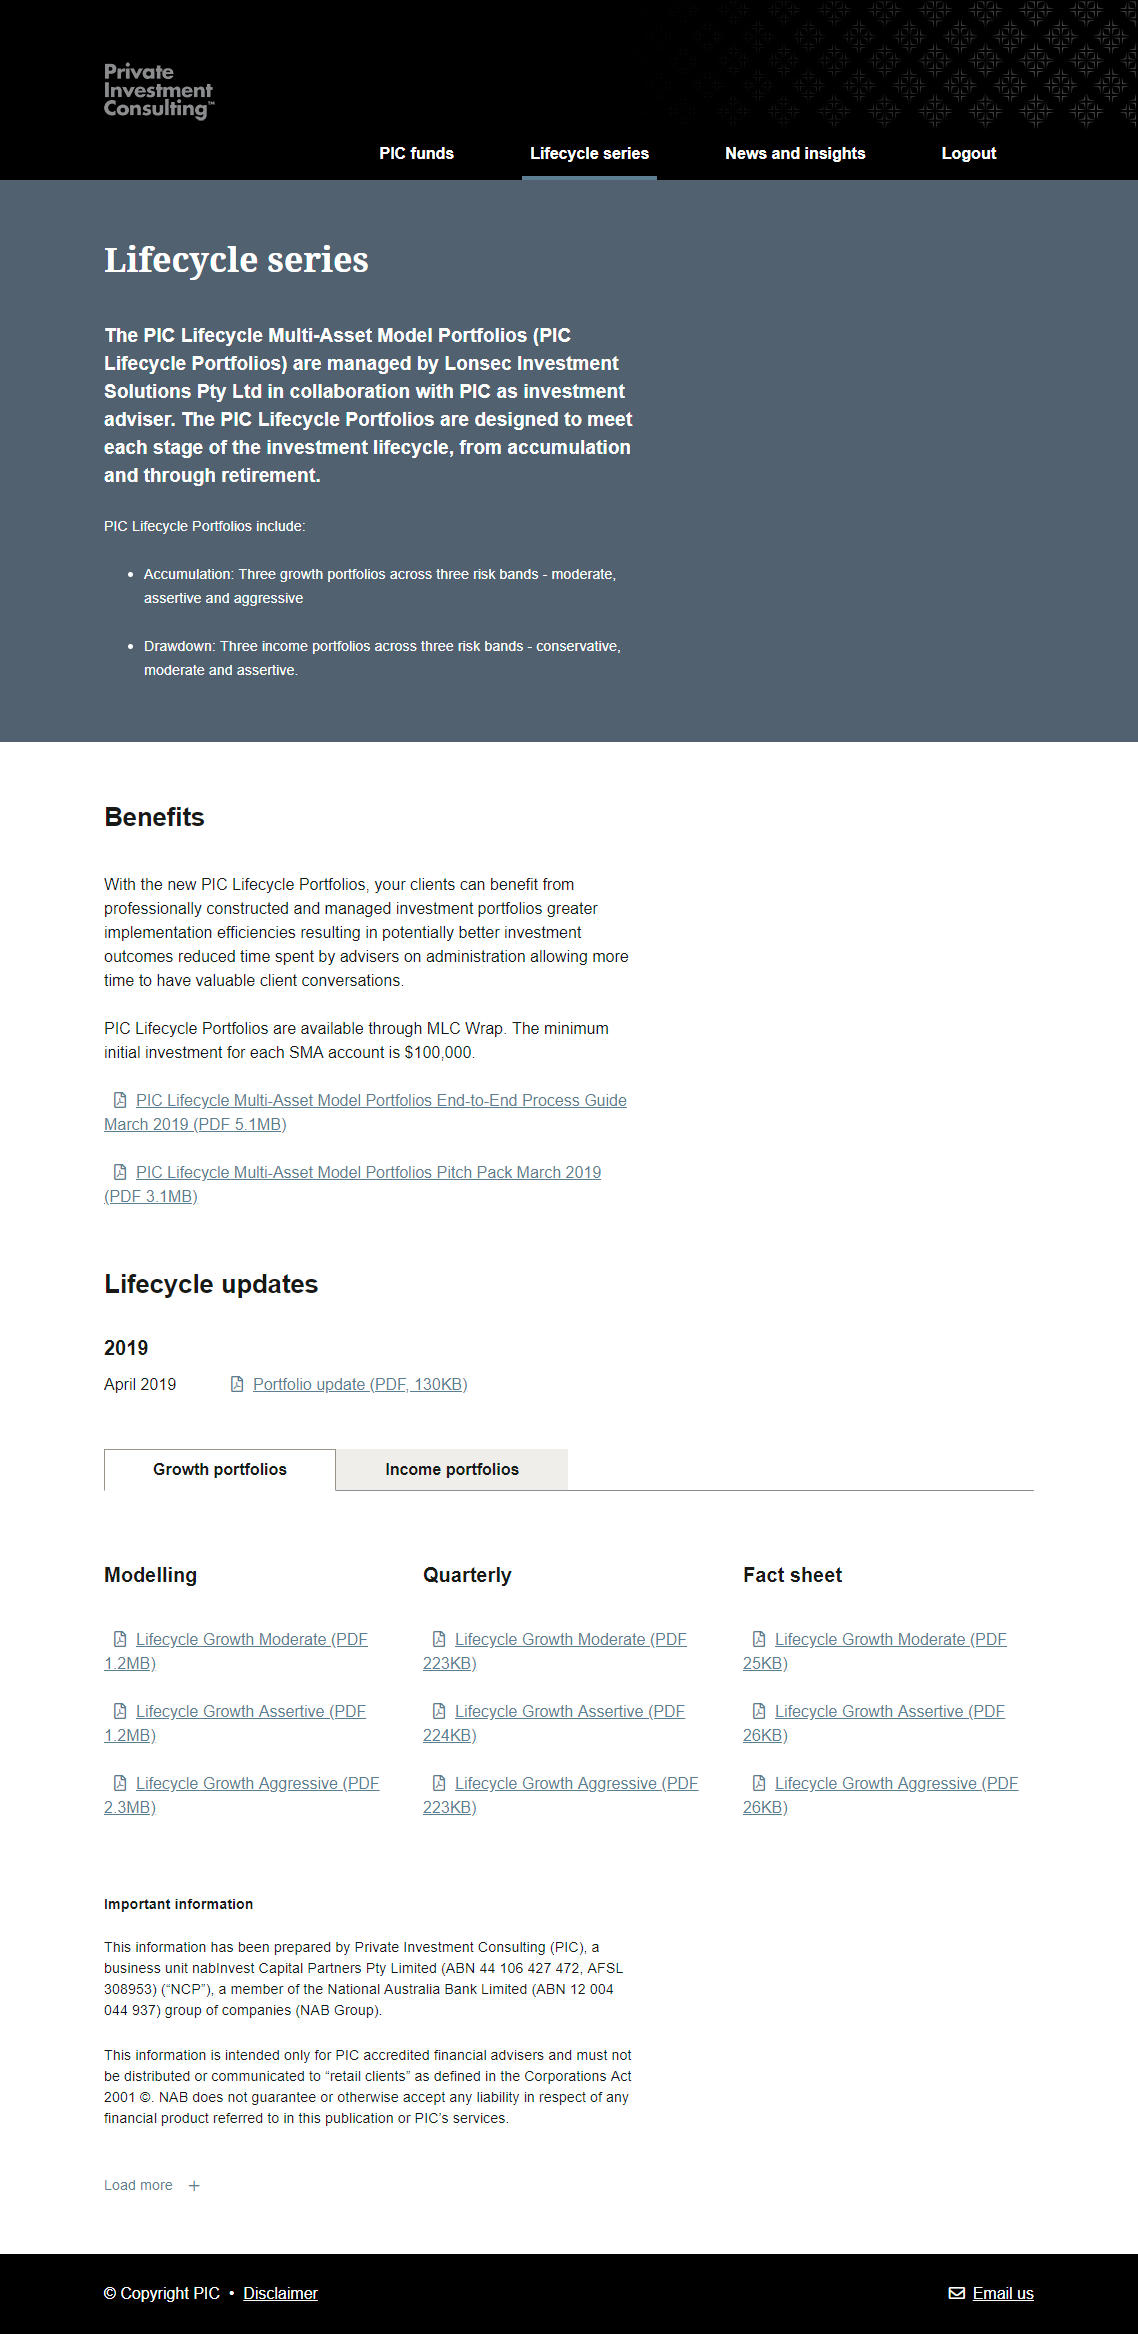 Private
Investment
Consulting™
PIC funds
Lifecycle series
News and insights
Logout
Lifecycle series
The PIC Lifecycle Multi-Asset Model Portfolios (PIC
Lifecycle Portfolios) are managed by Lonsec Investment
Solutions Pty Ltd in collaboration with PIC as investment
adviser. The PIC Lifecycle Portfolios are designed to meet
each stage of the investment lifecycle, from accumulation
and through retirement.
PIC Lifecycle Portfolios include:
• Accumulation: Three growth portfolios across three risk bands - moderate,
assertive and aggressive
• Drawdown: Three income portfolios across three risk bands - conservative,
moderate and assertive.
Benefits
With the new PIC Lifecycle Portfolios, your clients can benefit from
professionally constructed and managed investment portfolios greater
implementation efficiencies resulting in potentially better investment
outcomes reduced time spent by advisers on administration allowing more
time to have valuable client conversations.
PIC Lifecycle Portfolios are available through MLC Wrap. The minimum
initial investment for each SMA account is $100,000.
PIC Lifecycle Multi-Asset Model Portfolios End-to-End Process Guide
March 2019 (PDF 5.1MB)
PIC Lifecycle Multi-Asset Model Portfolios Pitch Pack March 2019
(PDF 3.1MB)
Lifecycle updates
2019
April 2019
Portfolio update (PDF, 130KB)
Growth portfolios
Income portfolios
Modelling
Lifecycle Growth Moderate (PDF
1.2MB)
Lifecycle Growth Assertive (PDF
1.2MB)
Lifecycle Growth Aggressive (PDF
2.3MB)
Quarterly
Lifecycle Growth Moderate (PDF
223KB)
Lifecycle Growth Assertive (PDF
224KB)
Lifecycle Growth Aggressive (PDF
223KB)
Fact sheet
Lifecycle Growth Moderate (PDF
25KB)
Lifecycle Growth Assertive (PDF
26KB)
Lifecycle Growth Aggressive (PDF
26KB)
Important information
This information has been prepared by Private Investment Consulting (PIC), a
business unit nabInvest Capital Partners Pty Limited (ABN 44 106 427 472, AFSL
308953) (“NCP”), a member of the National Australia Bank Limited (ABN 12 004
044 937) group of companies (NAB Group).
This information is intended only for PIC accredited financial advisers and must not
be distributed or communicated to “retail clients” as defined in the Corporations Act
2001 ©. NAB does not guarantee or otherwise accept any liability in respect of any
financial product referred to in this publication or PIC’s services.
Load more +
© Copyright PIC • Disclaimer
Email us